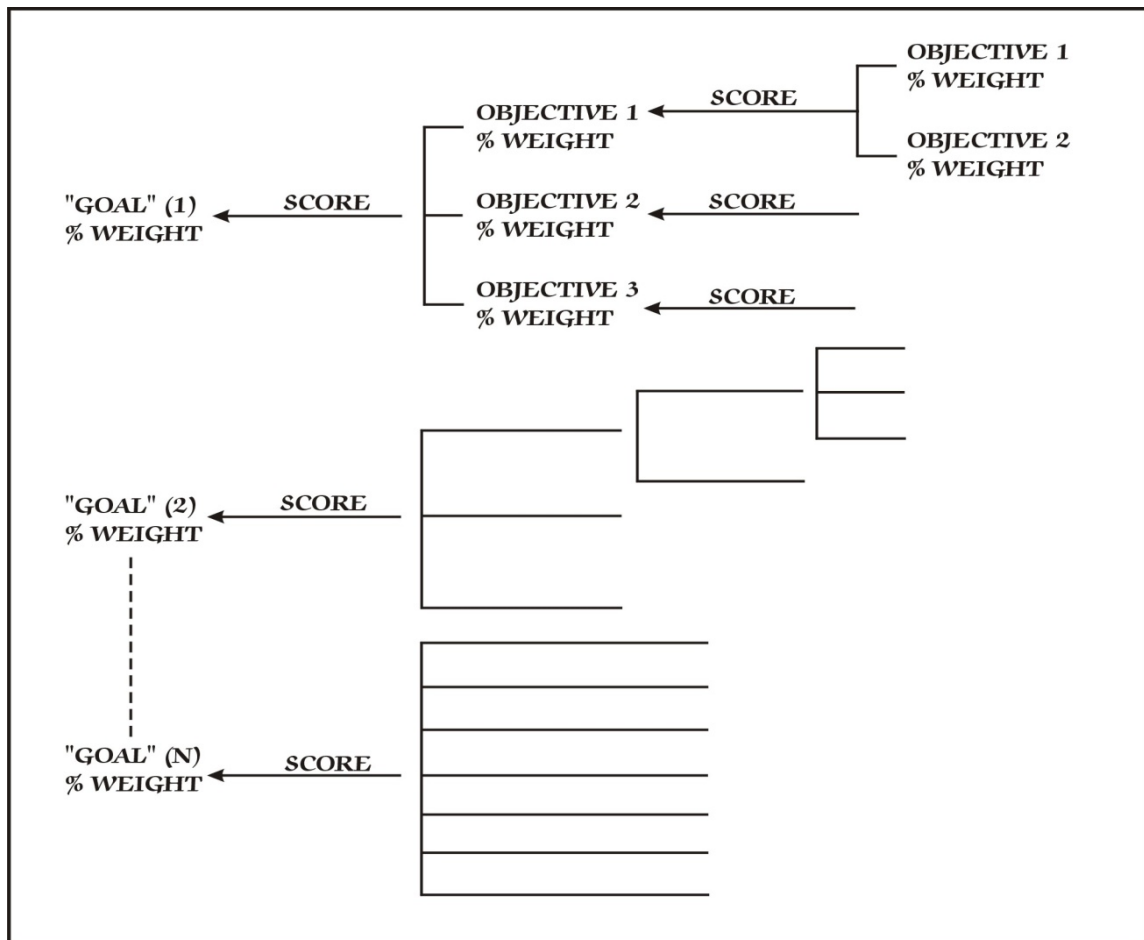 OBJECTIVE 1
% WEIGHT
SCORE
OBJECTIVE 1
% WEIGHT
OBJECTIVE 2
% WEIGHT
"GOAL" (1)
% WEIGHT
SCORE
OBJECTIVE 2
% WEIGHT
SCORE
OBJECTIVE 3
% WEIGHT
SCORE
"GOAL" (2)
% WEIGHT
SCORE
"GOAL" (N)
% WEIGHT
SCORE